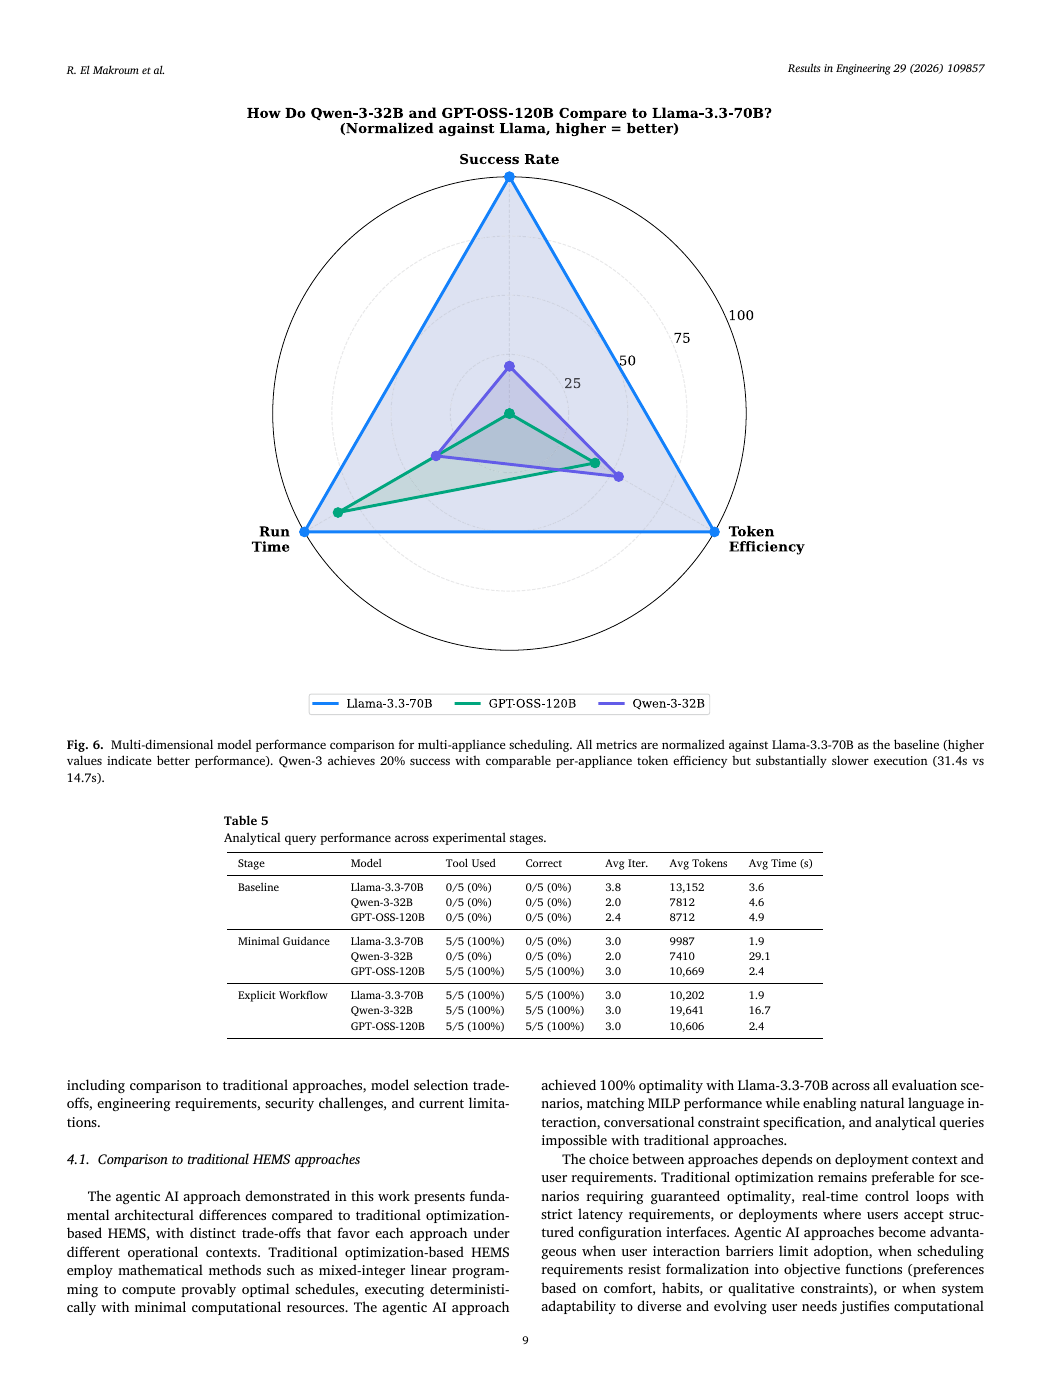 R. El Makroum et al.
Results in Engineering 29 (2026) 109857
How Do Qwen-3-32B and GPT-OSS-120B Compare to Llama-3.3-70B?
(Normalized against Llama, higher = better)
Success Rate
100
75
50
25
Run
Time
Token
Efficiency
Llama-3.3-70B GPT-OSS-120B Qwen-3-32B
Fig. 6. Multi-dimensional model performance comparison for multi-appliance scheduling. All metrics are normalized against Llama-3.3-70B as the baseline (higher
values indicate better performance). Qwen-3 achieves 20% success with comparable per-appliance token efficiency but substantially slower execution (31.4s vs
14.7s).
Table 5
Analytical query performance across experimental stages.
Stage Model Tool Used Correct Avg Iter. Avg Tokens Avg Time (s)
Baseline Llama-3.3-70B 0/5 (0%) 0/5 (0%) 3.8 13,152 3.6
Qwen-3-32B 0/5 (0%) 0/5 (0%) 2.0 7812 4.6
GPT-OSS-120B 0/5 (0%) 0/5 (0%) 2.4 8712 4.9
Minimal Guidance Llama-3.3-70B 5/5 (100%) 0/5 (0%) 3.0 9987 1.9
Qwen-3-32B 0/5 (0%) 0/5 (0%) 2.0 7410 29.1
GPT-OSS-120B 5/5 (100%) 5/5 (100%) 3.0 10,669 2.4
Explicit Workflow Llama-3.3-70B 5/5 (100%) 5/5 (100%) 3.0 10,202 1.9
Qwen-3-32B 5/5 (100%) 5/5 (100%) 3.0 19,641 16.7
GPT-OSS-120B 5/5 (100%) 5/5 (100%) 3.0 10,606 2.4
including comparison to traditional approaches, model selection trade-
offs, engineering requirements, security challenges, and current limita-
tions.
4.1. Comparison to traditional HEMS approaches
The agentic AI approach demonstrated in this work presents funda-
mental architectural differences compared to traditional optimization-
based HEMS, with distinct trade-offs that favor each approach under
different operational contexts. Traditional optimization-based HEMS
employ mathematical methods such as mixed-integer linear program-
ming to compute provably optimal schedules, executing deterministi-
cally with minimal computational resources. The agentic AI approach
achieved 100% optimality with Llama-3.3-70B across all evaluation sce-
narios, matching MILP performance while enabling natural language in-
teraction, conversational constraint specification, and analytical queries
impossible with traditional approaches.
The choice between approaches depends on deployment context and
user requirements. Traditional optimization remains preferable for sce-
narios requiring guaranteed optimality, real-time control loops with
strict latency requirements, or deployments where users accept struc-
tured configuration interfaces. Agentic AI approaches become advanta-
geous when user interaction barriers limit adoption, when scheduling
requirements resist formalization into objective functions (preferences
based on comfort, habits, or qualitative constraints), or when system
adaptability to diverse and evolving user needs justifies computational
9